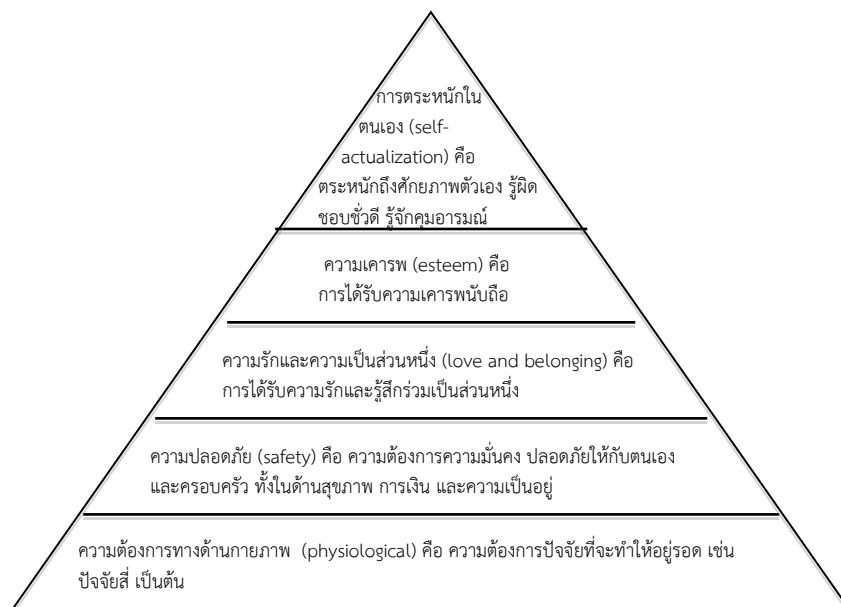 การตระหนักใน
ตนเอง (self-
actualization) คือ
ตระหนักถึงศักยภาพตัวเอง รู้ผิด
ชอบชั่วดี รู้จักคุมอารมณ์
ความเคารพ (esteem) คือ
การได้รับความเคารพนับถือ
ความรักและความเป็นส่วนหนึ่ง (love and belonging) คือ
การได้รับความรักและรู้สึกร่วมเป็นส่วนหนึ่ง
ความปลอดภัย (safety) คือ ความต้องการความมั่นคง ปลอดภัยให้กับตนเอง
และครอบครัว ทั้งในด้านสุขภาพ การเงิน และความเป็นอยู่
ความต้องการทางด้านกายภาพ (physiological) คือ ความต้องการปัจจัยที่จะทำให้อยู่รอด เช่น
ปัจจัยสี่ เป็นต้น